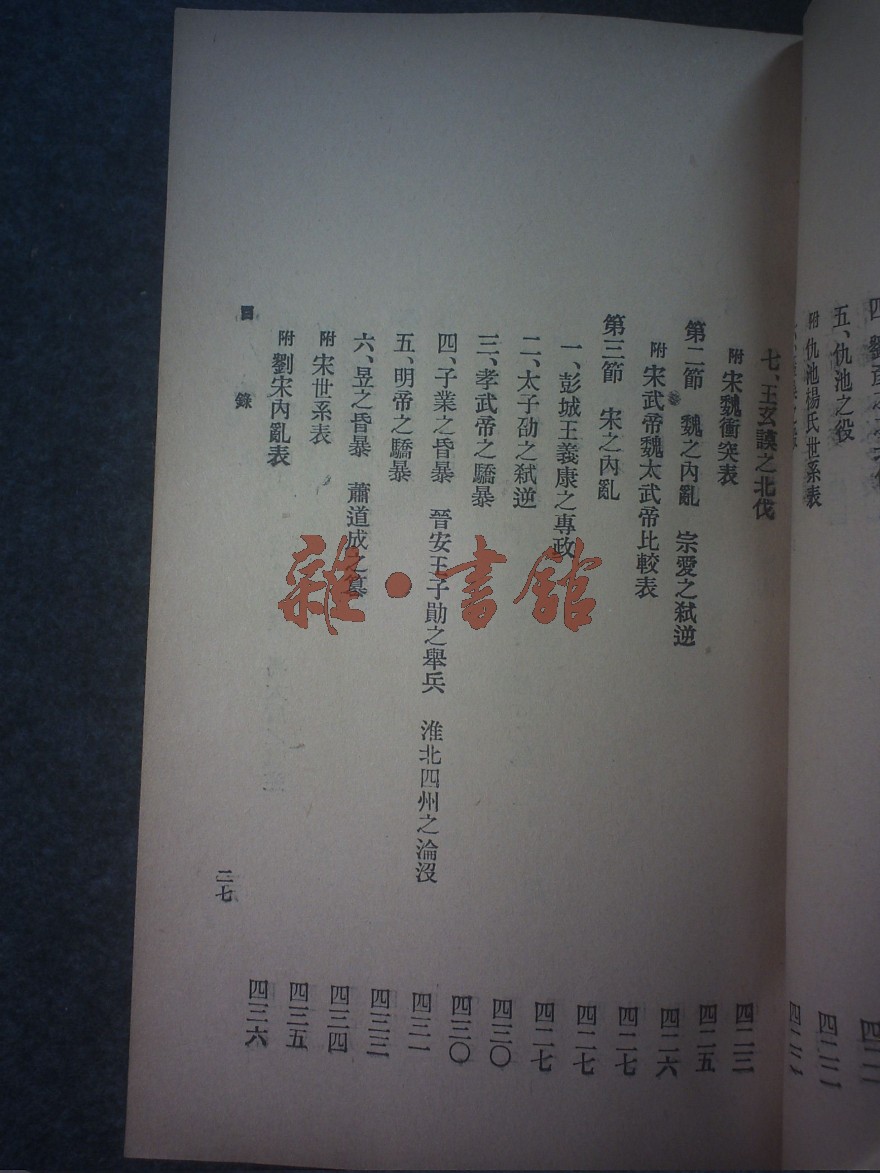 五、仇池之役 四二二
附 仇池楊氏世系表
七、王玄謨之北伐 四二三
附 宋魏衝突表 四二五
第二節 魏之內亂 宗愛之弑逆 四二六
附 宋武帝魏太武帝比較表 四二七
第三節 宋之內亂 四二七
一、彭城王義康之專政 四二七
二、太子劭之弑逆 四三〇
三、孝武帝之驕暴 四三〇
四、子業之昏暴 晉安王子勛之舉兵 淮北四州之淪沒 四三一
五、明帝之驕暴 四三三
六、昱之昏暴 蕭道成之篡 四三四
附 宋世系表 四三五
附 劉宋內亂表 四三六
目錄
二七
雜·書館